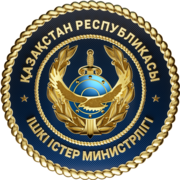 ҚАЗАҚСТАН РЕСПУБЛИКАСЫ
ІШКІ ІСТЕР МИНИСТРЛІГІ